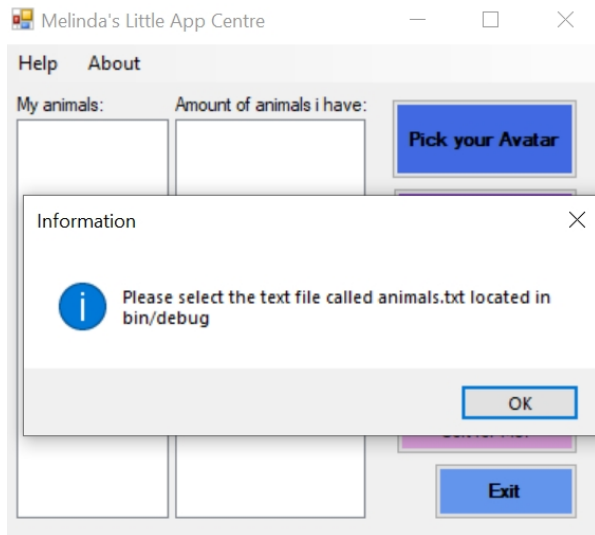 Melinda's Little App Centre
Help About
My animals: Amount of animals i have:
Pick your Avatar
Information
Please select the text file called animals.txt located in
bin/debug
OK
Exit